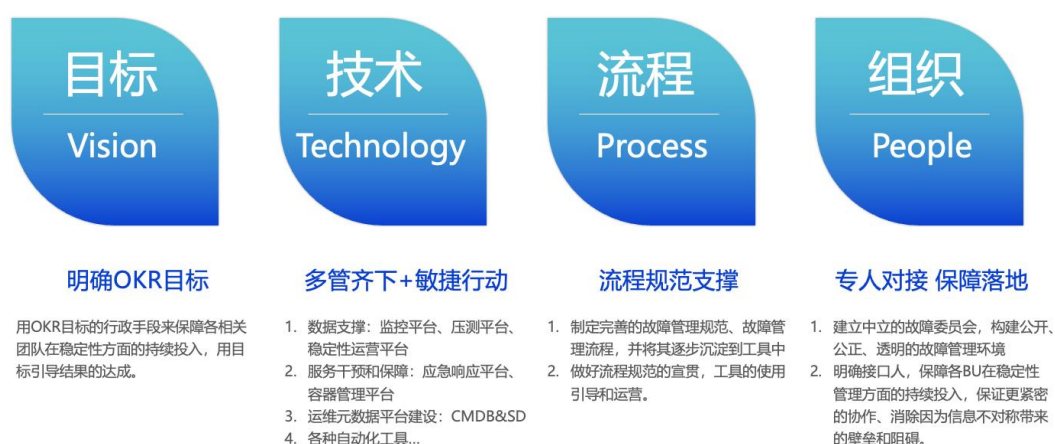 目标
Vision
明确OKR目标
用OKR目标的行政手段来保障各相关
团队在稳定性方面的持续投入，用目
标引导结果的达成。
技术
Technology
多管齐下+敏捷行动
1. 数据支撑：监控平台、压测平台、
稳定性运营平台
2. 服务干预和保障：应急响应平台、
容器管理平台
3. 运维元数据平台建设：CMDB&SD
4. 各种自动化工具...
流程
Process
流程规范支撑
1. 制定完善的故障管理规范、故障管
理流程，并将其逐步沉淀到工具中
2. 做好流程规范的宣贯，工具的使用
引导和运营。
组织
People
专人对接 保障落地
1. 建立中立的故障委员会，构建公开、
公正、透明的故障管理环境
2. 明确接口人，保障各BU在稳定性
管理方面的持续投入，保证更紧密
的协作、消除因为信息不对称带来
的壁垒和阻碍。